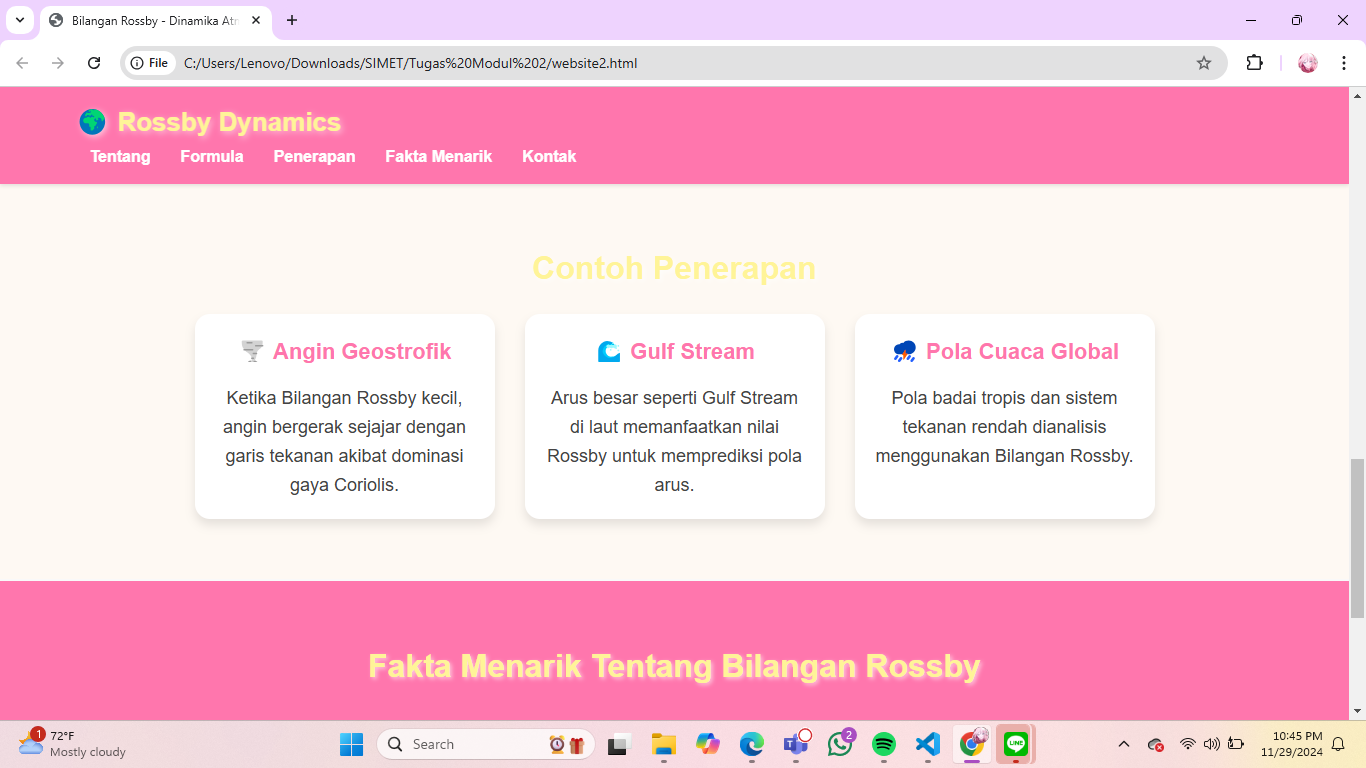 Bilangan Rossby - Dinamika Atm
File
C:/Users/Lenovo/Downloads/SIMET/Tugas%20Modul%202/website2.html
Rossby Dynamics
Tentang Formula Penerapan Fakta Menarik Kontak
Contoh Penerapan
Angin Geostrofik
Ketika Bilangan Rossby kecil,
angin bergerak sejajar dengan
garis tekanan akibat dominasi
gaya Coriolis.
Gulf Stream
Arus besar seperti Gulf Stream
di laut memanfaatkan nilai
Rossby untuk memprediksi pola
arus.
Pola Cuaca Global
Pola badai tropis dan sistem
tekanan rendah dianalisis
menggunakan Bilangan Rossby.
Fakta Menarik Tentang Bilangan Rossby
1
72°F
Mostly cloudy
Search
2
LINE
10:45 PM
11/29/2024